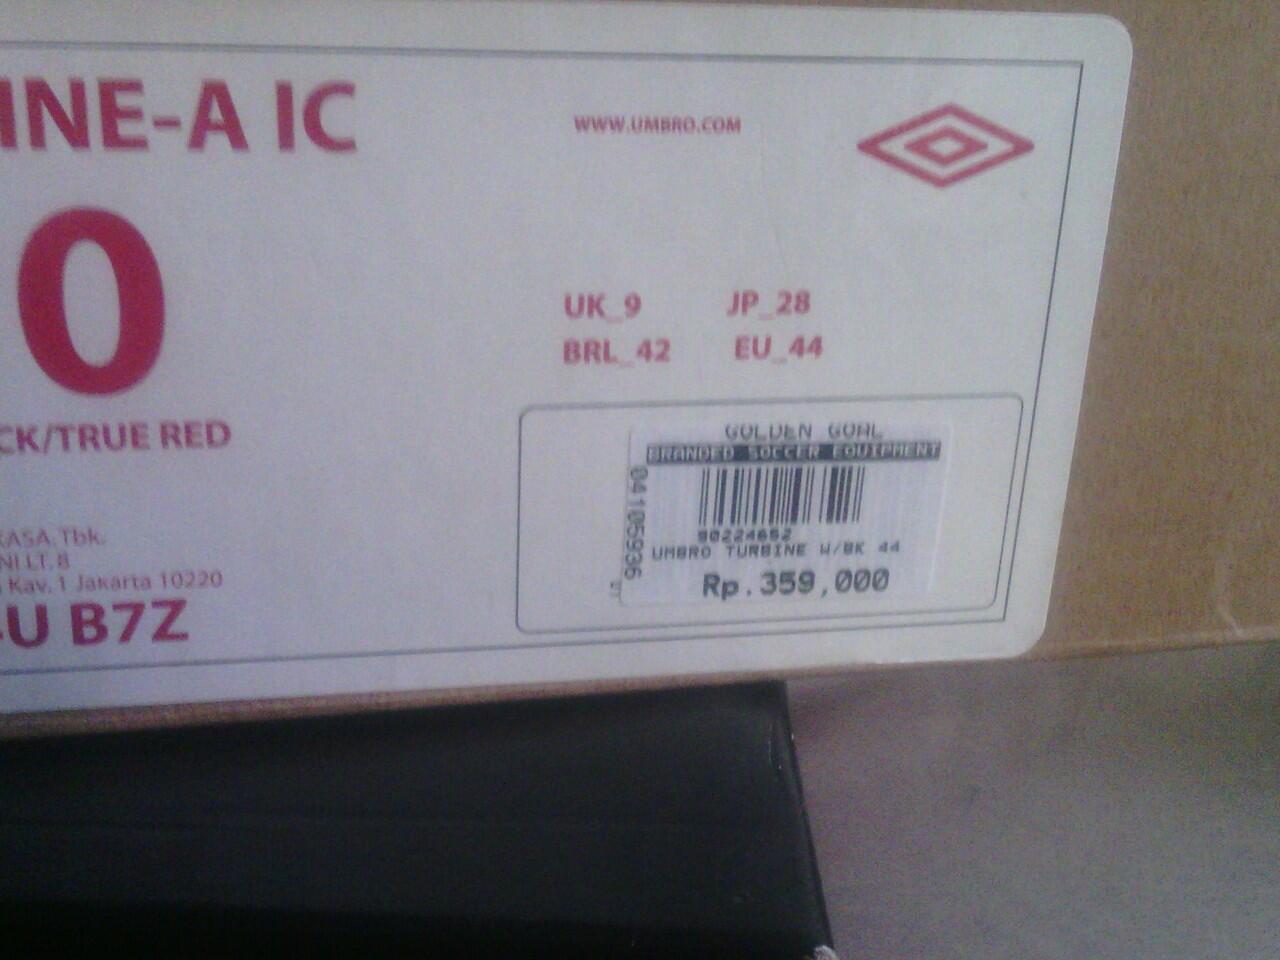 INE-A IC
WWW.UMBRO.COM
0
UK_9 JP_28
BRL_42 EU_44
CK/TRUE RED
GOLDEN GOAL
BRANDED SOCCER EQUIPMENT
04105936
90224652
UMBRO TURBINE W/BK 44
Rp.359,000
KASA.Tbk.
NI LT. 8
Kav. 1 Jakarta 10220
-U B7Z